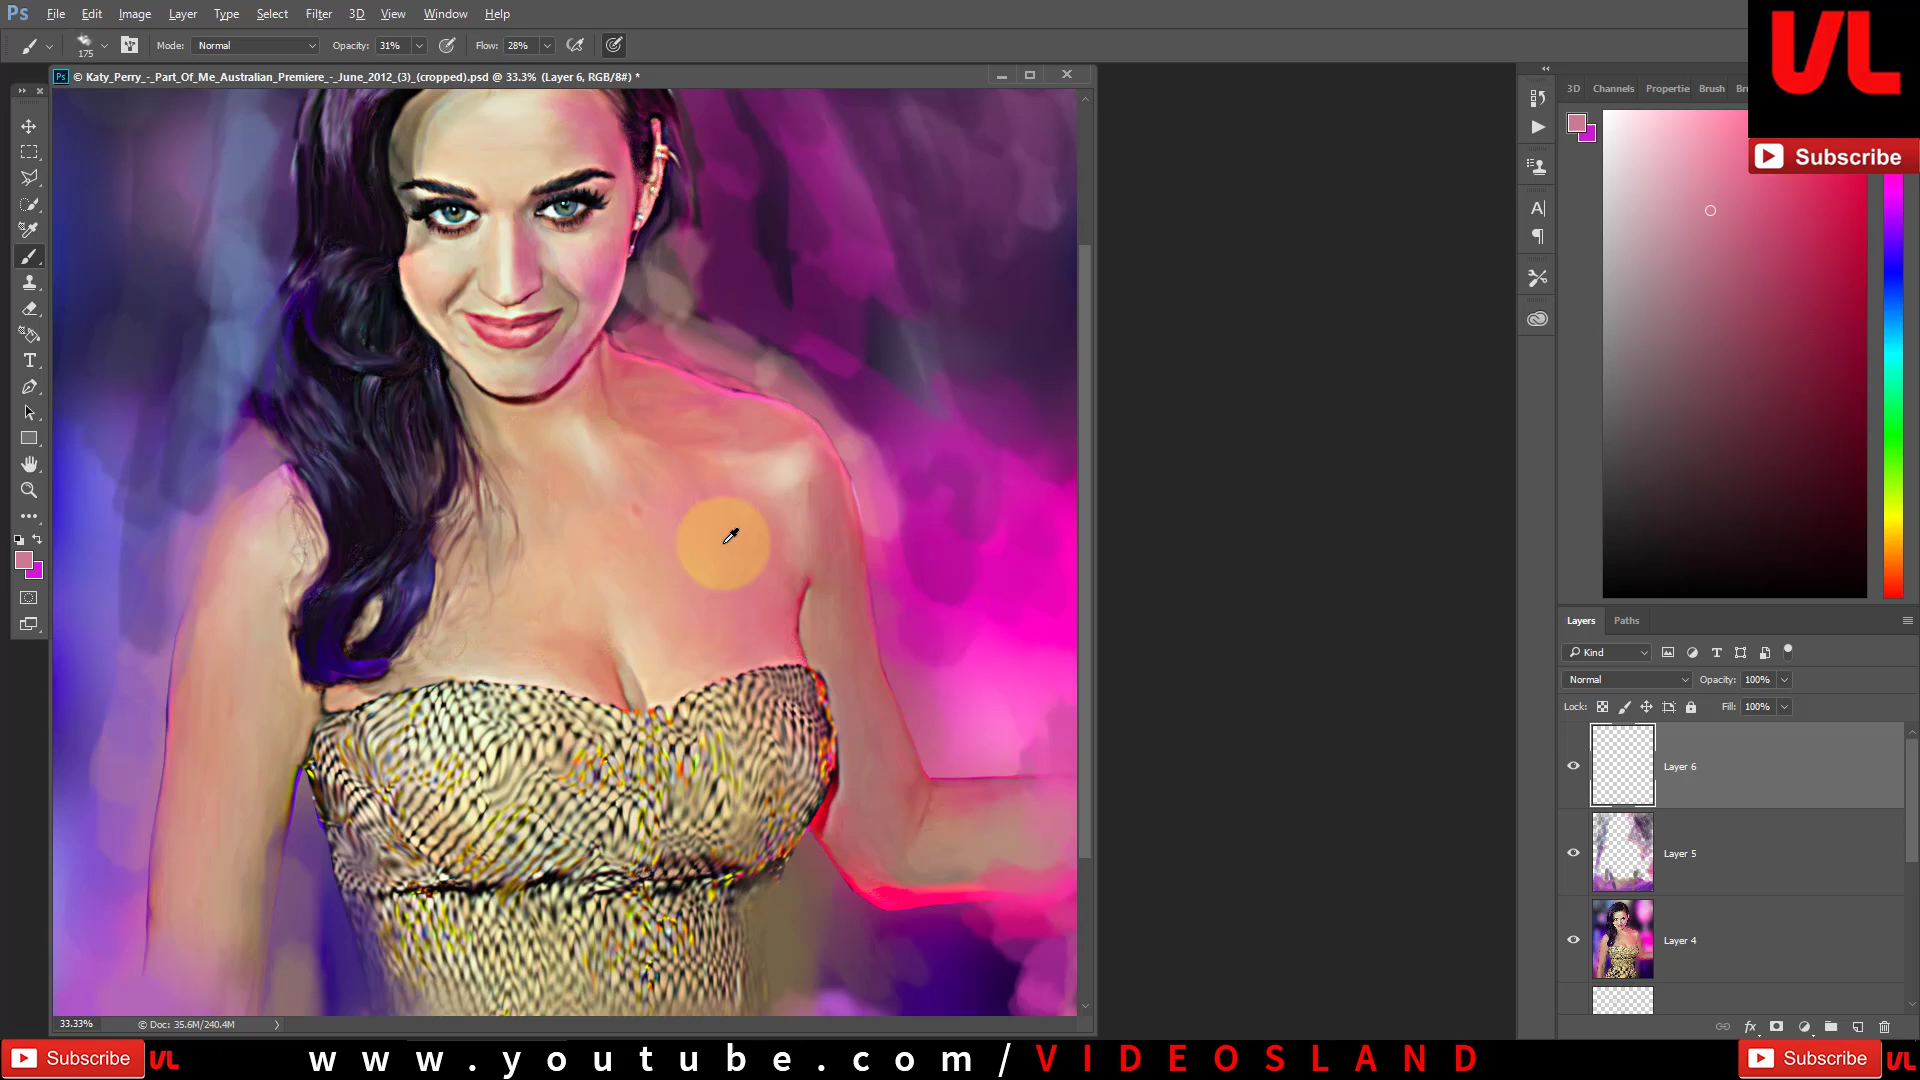 Ps File Edit Image Layer Type Select Filter 3D View Window Help
175 Mode: Normal Opacity: 31% Flow: 28%
Ps © Katy_Perry_-_Part_Of_Me_Australian_Premiere_-_June_2012_(3)_(cropped).psd @ 33.3% (Layer 6, RGB/8#) *
3D Channels Propertie Brush Br
VL
Subscribe
Layers Paths
Kind
Normal Opacity: 100%
Lock: Fill: 100%
Layer 6
Layer 5
Layer 4
33.33% © Doc: 35.6M/240.4M
Subscribe VL www.youtube.com/VIDEOSLAND Subscribe VL